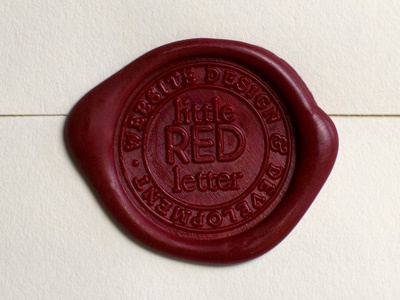 · WEBSITE DESIGN & DEVELOPMENT
little
RED
letter